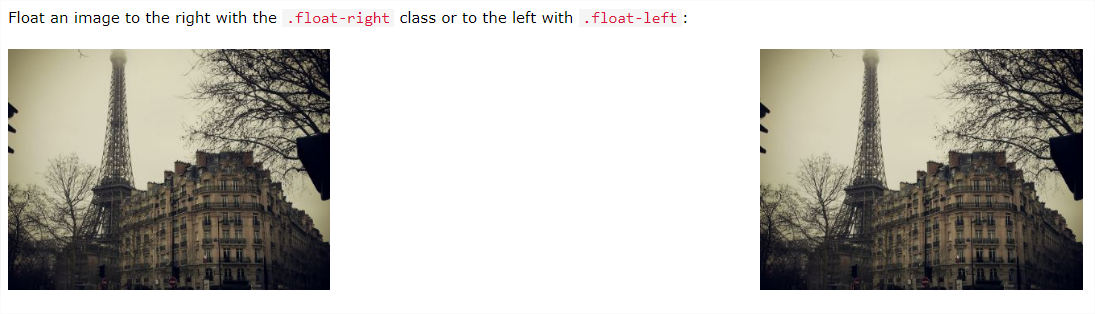 Float an image to the right with the .float-right class or to the left with .float-left: